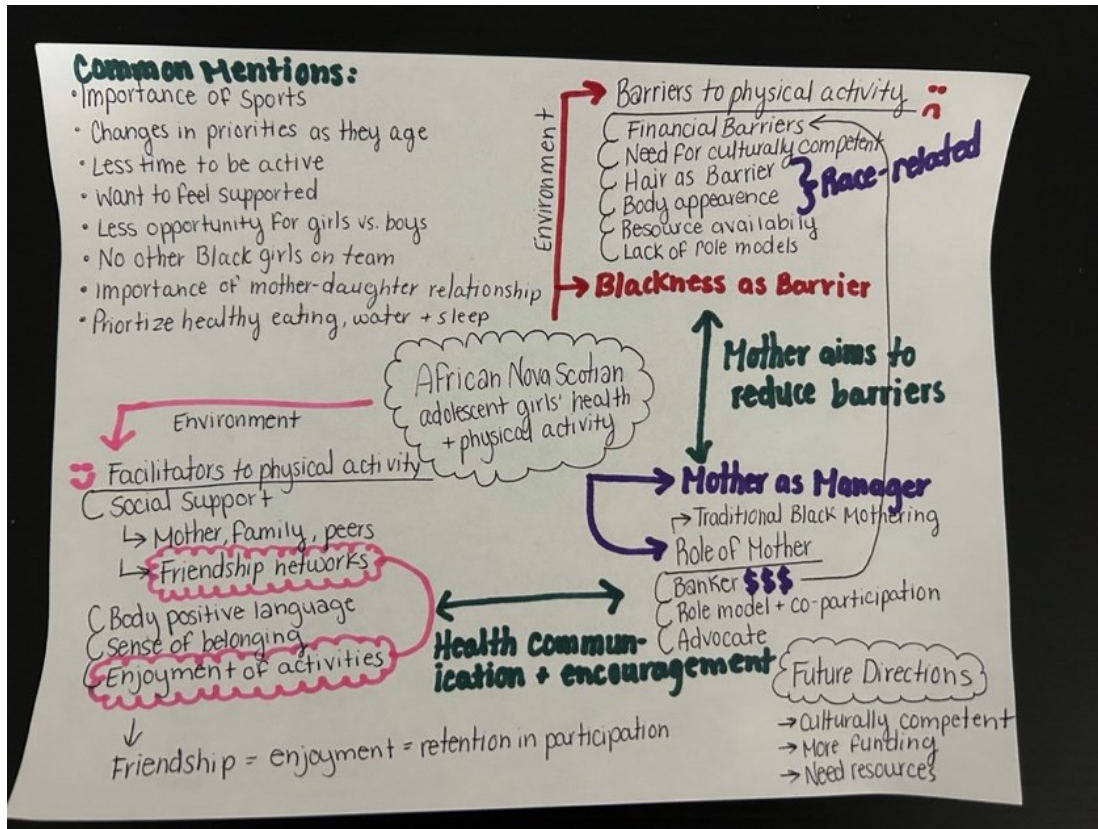 Common Mentions:
• Importance of Sports
• Changes in priorities as they age
• Less time to be active
• Want to feel supported
• Less opportunity for girls vs. boys
• No other Black girls on team
• Importance of mother-daughter relationship
• Prioritize healthy eating, water + sleep
Environment
Barriers to physical activity
Financial Barriers
Need for culturally competent
Hair as Barrier
Body appearence
Race-related
Resource availabily
Lack of role models
Blackness as Barrier
Mother aims to
reduce barriers
African Nova Scotian
adolescent girls' health
+ physical activity
Environment
Facilitators to physical activity
Social Support
↳ Mother, family, peers
↳ Friendship networks
Body positive language
Sense of belonging
Enjoyment of activities
↓
Friendship = enjoyment = retention in participation
Health commun-
ication + encouragement
Mother as Manager
→ Traditional Black Mothering
Role of Mother
Banker $$$
Role model + co-participation
Advocate
Future Directions
→ Culturally competent
→ More funding
→ Need resources